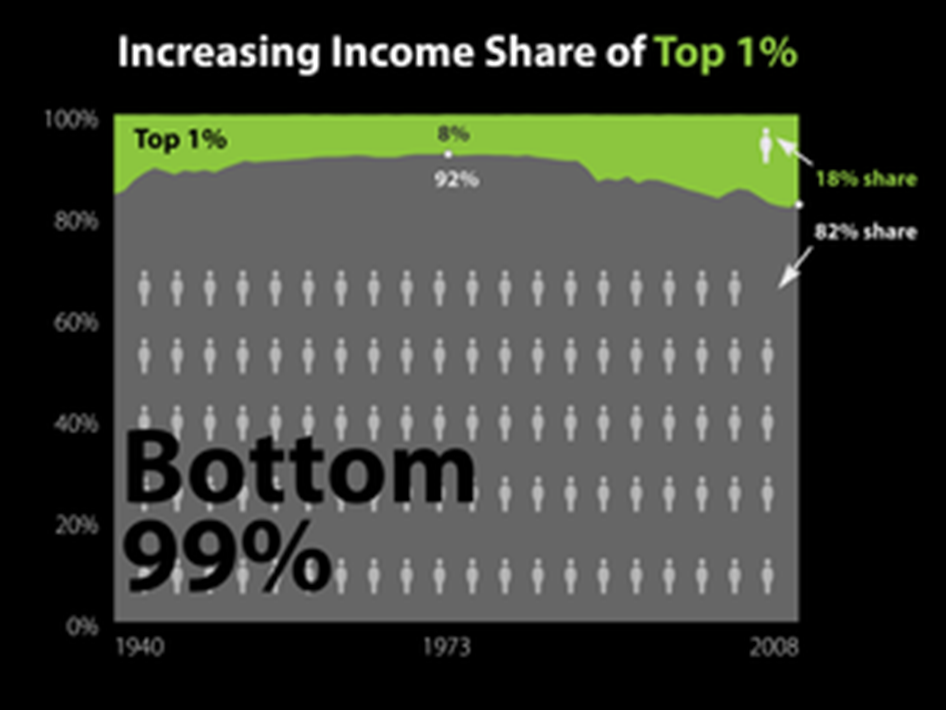 Increasing Income Share of Top 1%
100%
Top 1%
8%
92%
18% share
80%
82% share
60%
40%
Bottom
99%
20%
0%
1940
1973
2008